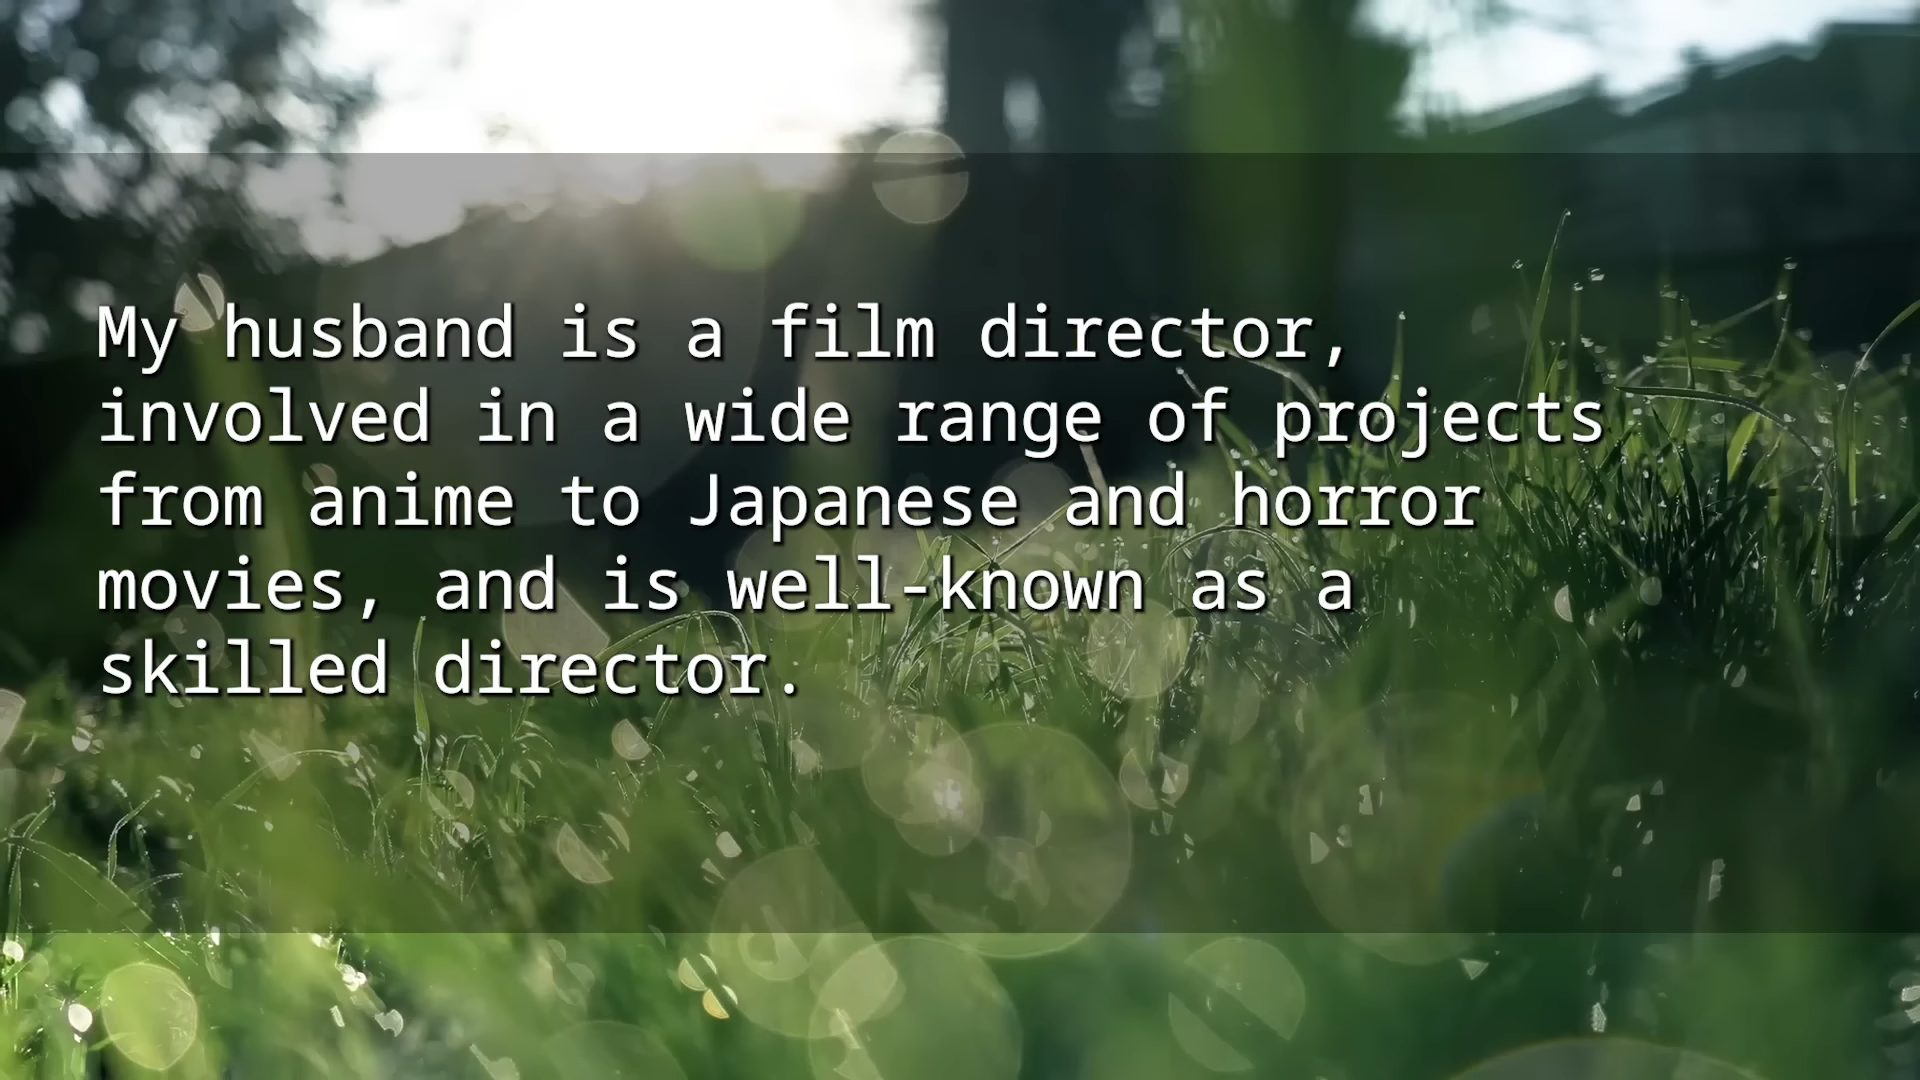 My husband is a film director,
involved in a wide range of projects
from anime to Japanese and horror
movies, and is well-known as a
skilled director.